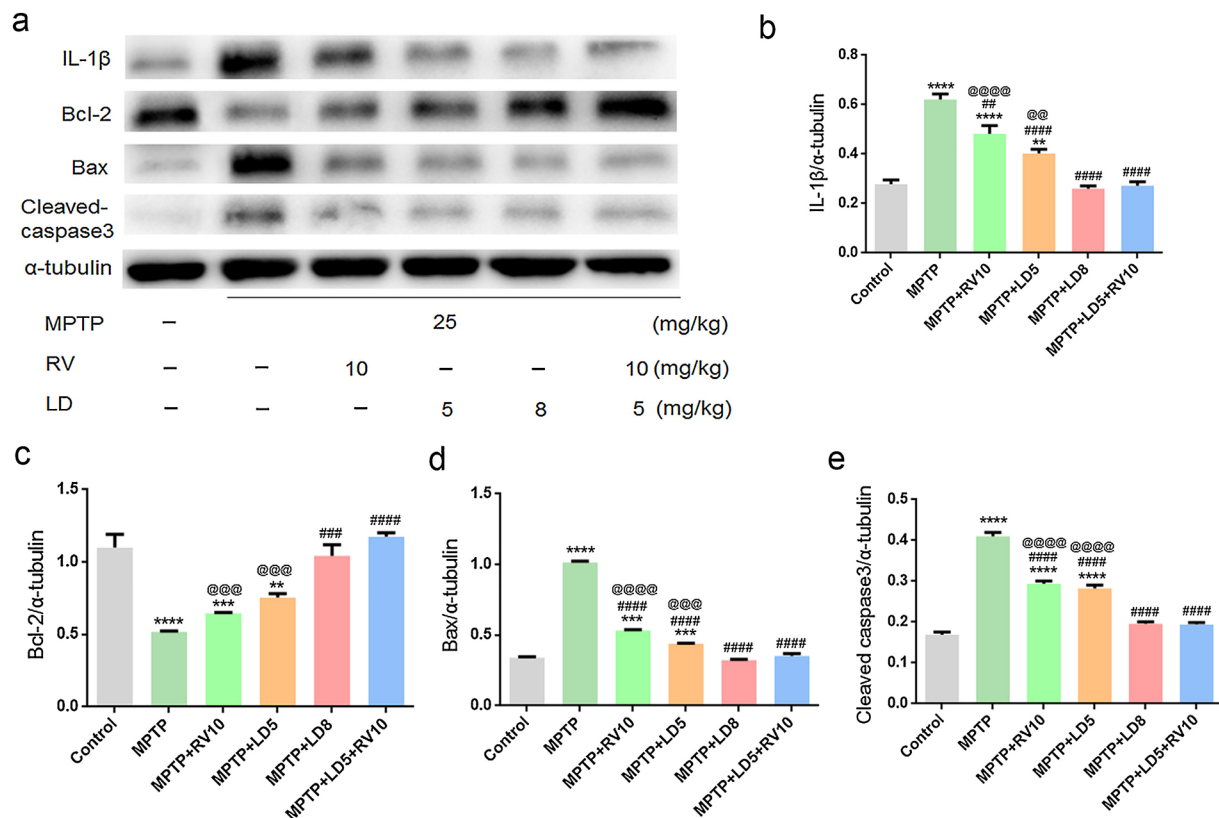 a
IL-1β
Bcl-2
Bax
Cleaved-
caspase3
α-tubulin
MPTP – 25 (mg/kg)
RV – – 10 – – 10 (mg/kg)
LD – – – 5 8 5 (mg/kg)
b
IL-1β/α-tubulin
0.8
0.6
0.4
0.2
0.0
****
@@@@
##
****
@@
####
**
####
####
Control
MPTP
MPTP+RV10
MPTP+LD5
MPTP+LD8
MPTP+LD5+RV10
c
Bcl-2/α-tubulin
1.5
1.0
0.5
0.0
****
@@@
***
@@@
**
###
####
Control
MPTP
MPTP+RV10
MPTP+LD5
MPTP+LD8
MPTP+LD5+RV10
d
Bax/α-tubulin
1.5
1.0
0.5
0.0
****
@@@@
####
***
@@@
####
***
####
####
Control
MPTP
MPTP+RV10
MPTP+LD5
MPTP+LD8
MPTP+LD5+RV10
e
Cleaved caspase3/α-tubulin
0.5
0.4
0.3
0.2
0.1
0.0
****
@@@@
####
****
@@@@
####
****
####
####
Control
MPTP
MPTP+RV10
MPTP+LD5
MPTP+LD8
MPTP+LD5+RV10